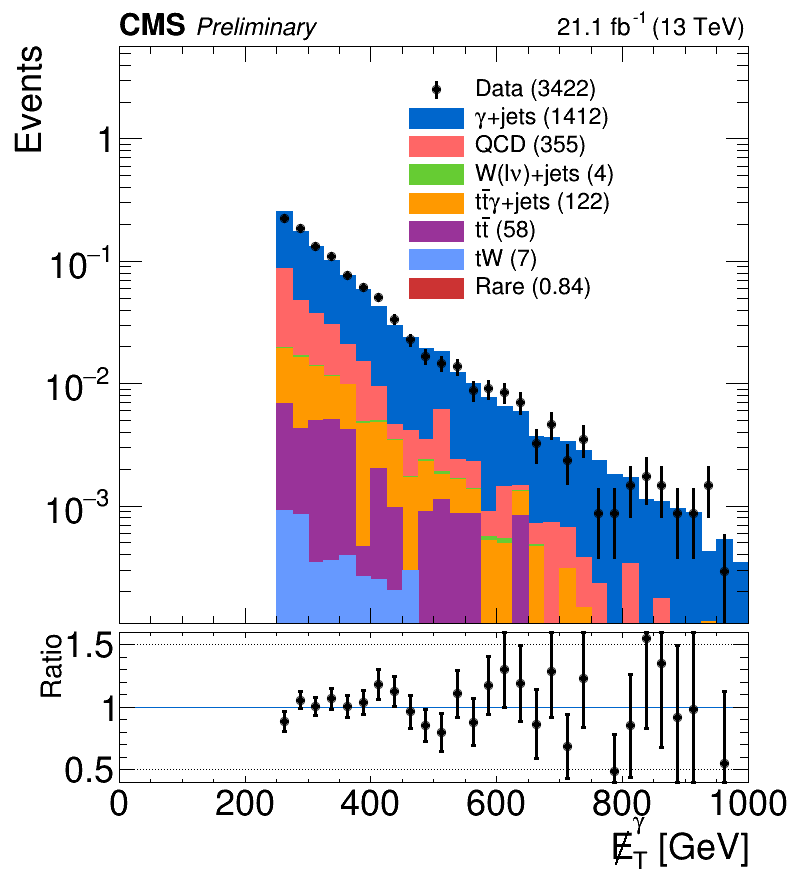 CMS Preliminary 21.1 fb⁻¹ (13 TeV)
Events
Data (3422)
γ+jets (1412)
QCD (355)
W(lν)+jets (4)
tt̄γ+jets (122)
tt̄ (58)
tW (7)
Rare (0.84)
1
10⁻¹
10⁻²
10⁻³
Ratio
1.5
1
0.5
0 200 400 600 800 1000
E̸_T^γ [GeV]